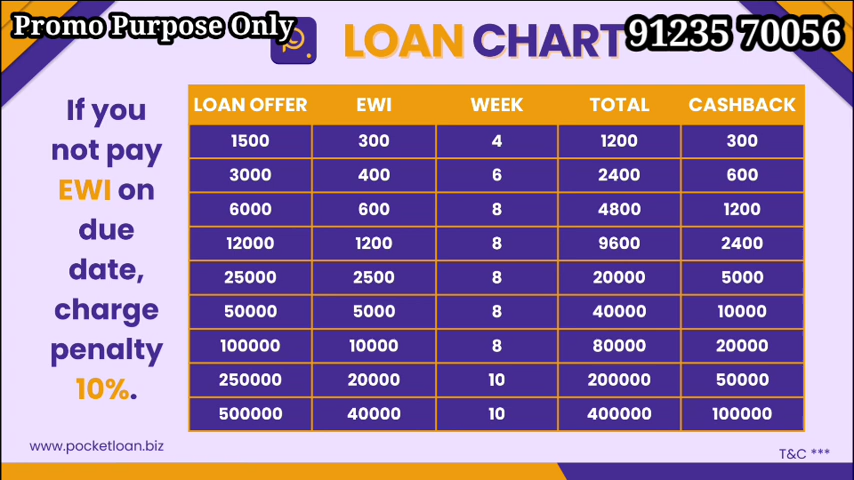 Promo Purpose Only
LOAN CHART
91235 70056
If you
not pay
EWI on
due
date,
charge
penalty
10%.
LOAN OFFER EWI WEEK TOTAL CASHBACK
1500 300 4 1200 300
3000 400 6 2400 600
6000 600 8 4800 1200
12000 1200 8 9600 2400
25000 2500 8 20000 5000
50000 5000 8 40000 10000
100000 10000 8 80000 20000
250000 20000 10 200000 50000
500000 40000 10 400000 100000
www.pocketloan.biz
T&C ***